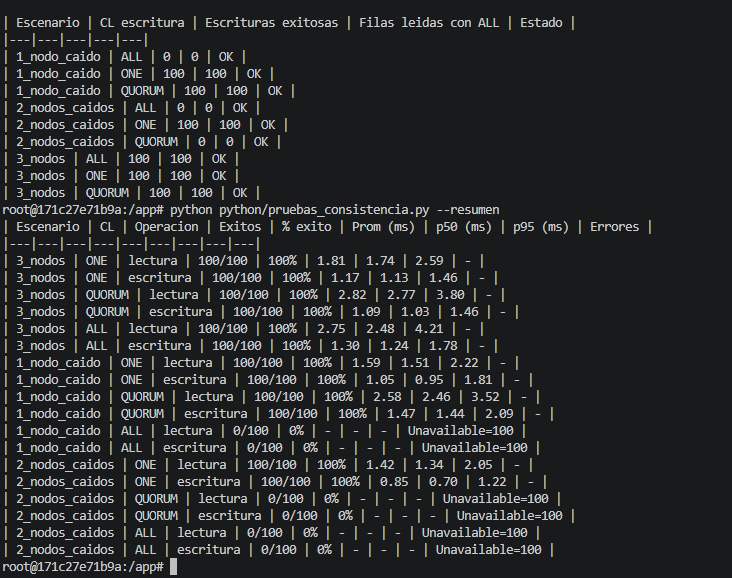 | Escenario | CL escritura | Escrituras exitosas | Filas leidas con ALL | Estado |
|---|---|---|---|---|
| 1_nodo_caido | ALL | 0 | 0 | OK |
| 1_nodo_caido | ONE | 100 | 100 | OK |
| 1_nodo_caido | QUORUM | 100 | 100 | OK |
| 2_nodos_caidos | ALL | 0 | 0 | OK |
| 2_nodos_caidos | ONE | 100 | 100 | OK |
| 2_nodos_caidos | QUORUM | 0 | 0 | OK |
| 3_nodos | ALL | 100 | 100 | OK |
| 3_nodos | ONE | 100 | 100 | OK |
| 3_nodos | QUORUM | 100 | 100 | OK |
root@171c27e71b9a:/app# python python/pruebas_consistencia.py --resumen
| Escenario | CL | Operacion | Exitos | % exito | Prom (ms) | p50 (ms) | p95 (ms) | Errores |
|---|---|---|---|---|---|---|---|---|
| 3_nodos | ONE | lectura | 100/100 | 100% | 1.81 | 1.74 | 2.59 | - |
| 3_nodos | ONE | escritura | 100/100 | 100% | 1.17 | 1.13 | 1.46 | - |
| 3_nodos | QUORUM | lectura | 100/100 | 100% | 2.82 | 2.77 | 3.80 | - |
| 3_nodos | QUORUM | escritura | 100/100 | 100% | 1.09 | 1.03 | 1.46 | - |
| 3_nodos | ALL | lectura | 100/100 | 100% | 2.75 | 2.48 | 4.21 | - |
| 3_nodos | ALL | escritura | 100/100 | 100% | 1.30 | 1.24 | 1.78 | - |
| 1_nodo_caido | ONE | lectura | 100/100 | 100% | 1.59 | 1.51 | 2.22 | - |
| 1_nodo_caido | ONE | escritura | 100/100 | 100% | 1.05 | 0.95 | 1.81 | - |
| 1_nodo_caido | QUORUM | lectura | 100/100 | 100% | 2.58 | 2.46 | 3.52 | - |
| 1_nodo_caido | QUORUM | escritura | 100/100 | 100% | 1.47 | 1.44 | 2.09 | - |
| 1_nodo_caido | ALL | lectura | 0/100 | 0% | - | - | - | Unavailable=100 |
| 1_nodo_caido | ALL | escritura | 0/100 | 0% | - | - | - | Unavailable=100 |
| 2_nodos_caidos | ONE | lectura | 100/100 | 100% | 1.42 | 1.34 | 2.05 | - |
| 2_nodos_caidos | ONE | escritura | 100/100 | 100% | 0.85 | 0.70 | 1.22 | - |
| 2_nodos_caidos | QUORUM | lectura | 0/100 | 0% | - | - | - | Unavailable=100 |
| 2_nodos_caidos | QUORUM | escritura | 0/100 | 0% | - | - | - | Unavailable=100 |
| 2_nodos_caidos | ALL | lectura | 0/100 | 0% | - | - | - | Unavailable=100 |
| 2_nodos_caidos | ALL | escritura | 0/100 | 0% | - | - | - | Unavailable=100 |
root@171c27e71b9a:/app#